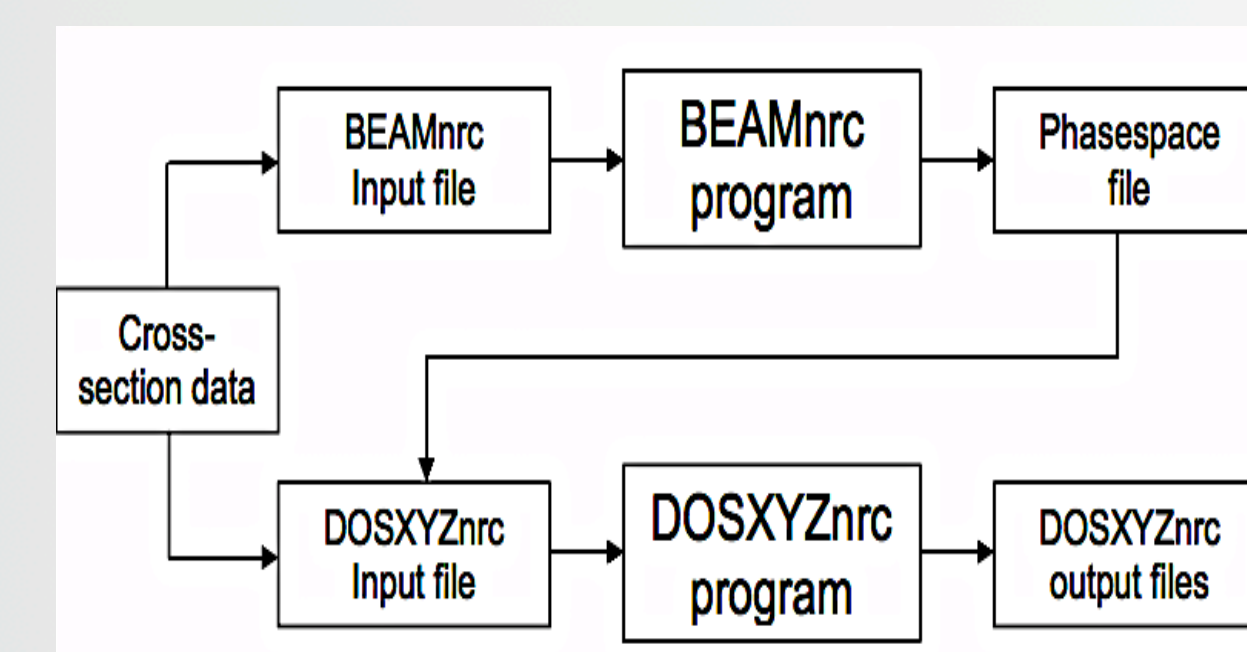 BEAMnrc
Input file
BEAMnrc
program
Phasespace
file
Cross-
section data
DOSXYZnrc
Input file
DOSXYZnrc
program
DOSXYZnrc
output files